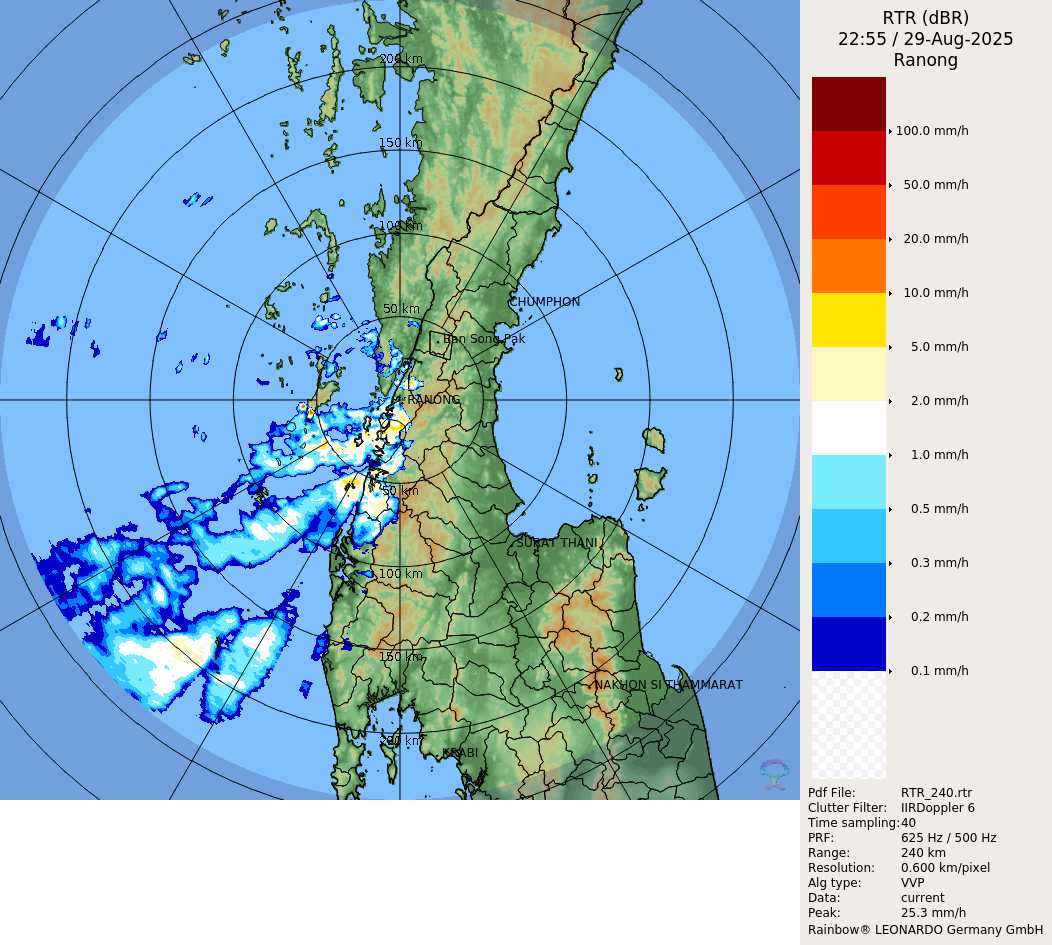 RTR (dBR)
22:55 / 29-Aug-2025
Ranong
200 km
150 km
100 km
50 km
CHUMPHON
Ban Song Pak
RANONG
50 km
SURAT THANI
100 km
150 km
NAKHON SI THAMMARAT
200 km
KRABI
100.0 mm/h
50.0 mm/h
20.0 mm/h
10.0 mm/h
5.0 mm/h
2.0 mm/h
1.0 mm/h
0.5 mm/h
0.3 mm/h
0.2 mm/h
0.1 mm/h
Pdf File: RTR_240.rtr
Clutter Filter: IIRDoppler 6
Time sampling:40
PRF: 625 Hz / 500 Hz
Range: 240 km
Resolution: 0.600 km/pixel
Alg type: VVP
Data: current
Peak: 25.3 mm/h
Rainbow® LEONARDO Germany GmbH